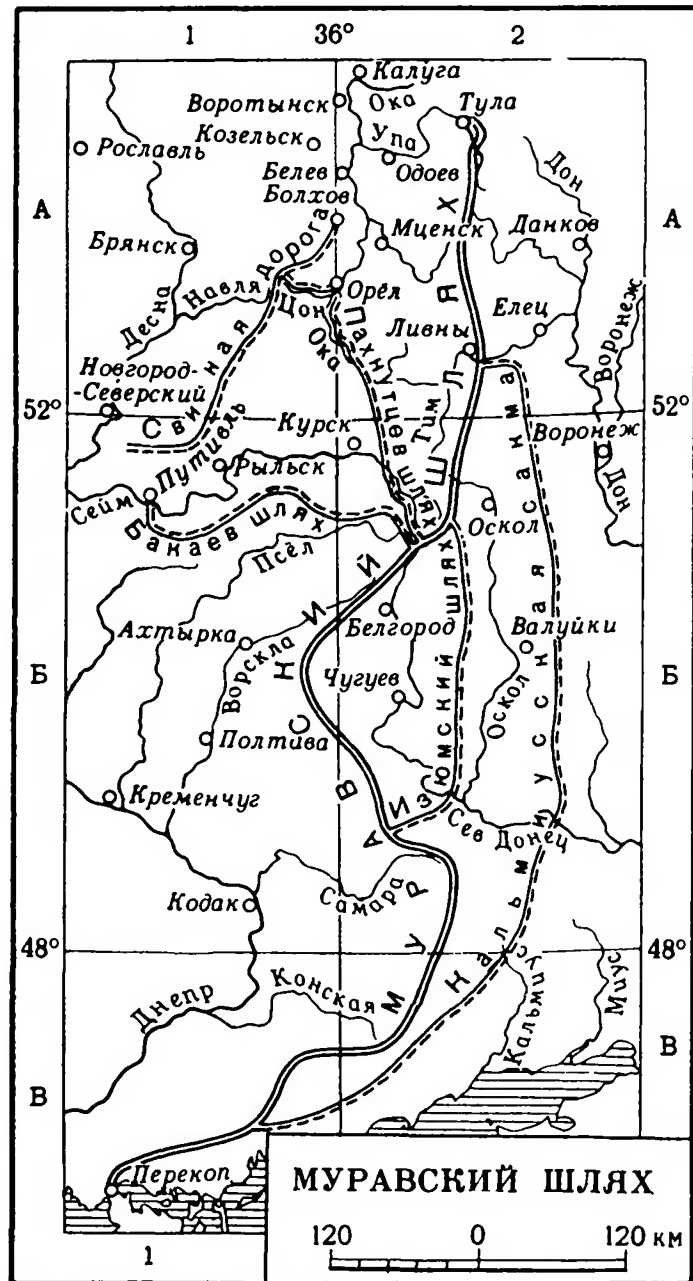 1 36° 2
Калуга
Ока
Воротынск
Тула
Козельск
Упа
Рославль
Одоев
Белев
Дон
Болхов
А А
Мценск
Данков
Брянск
дорога
Навля
Орёл
Цон
Елец
Десна
Ливны
Воронеж
Ока
Пахнутцев шлях
Новгород-
-Северский
Свиная
52° 52°
Тим
Курск
Воронеж
Путивль
Рыльск
Дон
Сейм
Оскол
Бакаев шлях
Псёл
Белгород
Ахтырка
Валуйки
Ворскла
Б Б
Чугуев
Изюмский шлях
Оскол
Полтива
Кременчуг
Сев Донец
МУРАВСКИЙ ШЛЯХ
Кальмиусская сакма
Самара
Кодак
48° 48°
Конская
Днепр
Кальмиус
Миус
В В
Перекоп
МУРАВСКИЙ ШЛЯХ
120 0 120 км
1